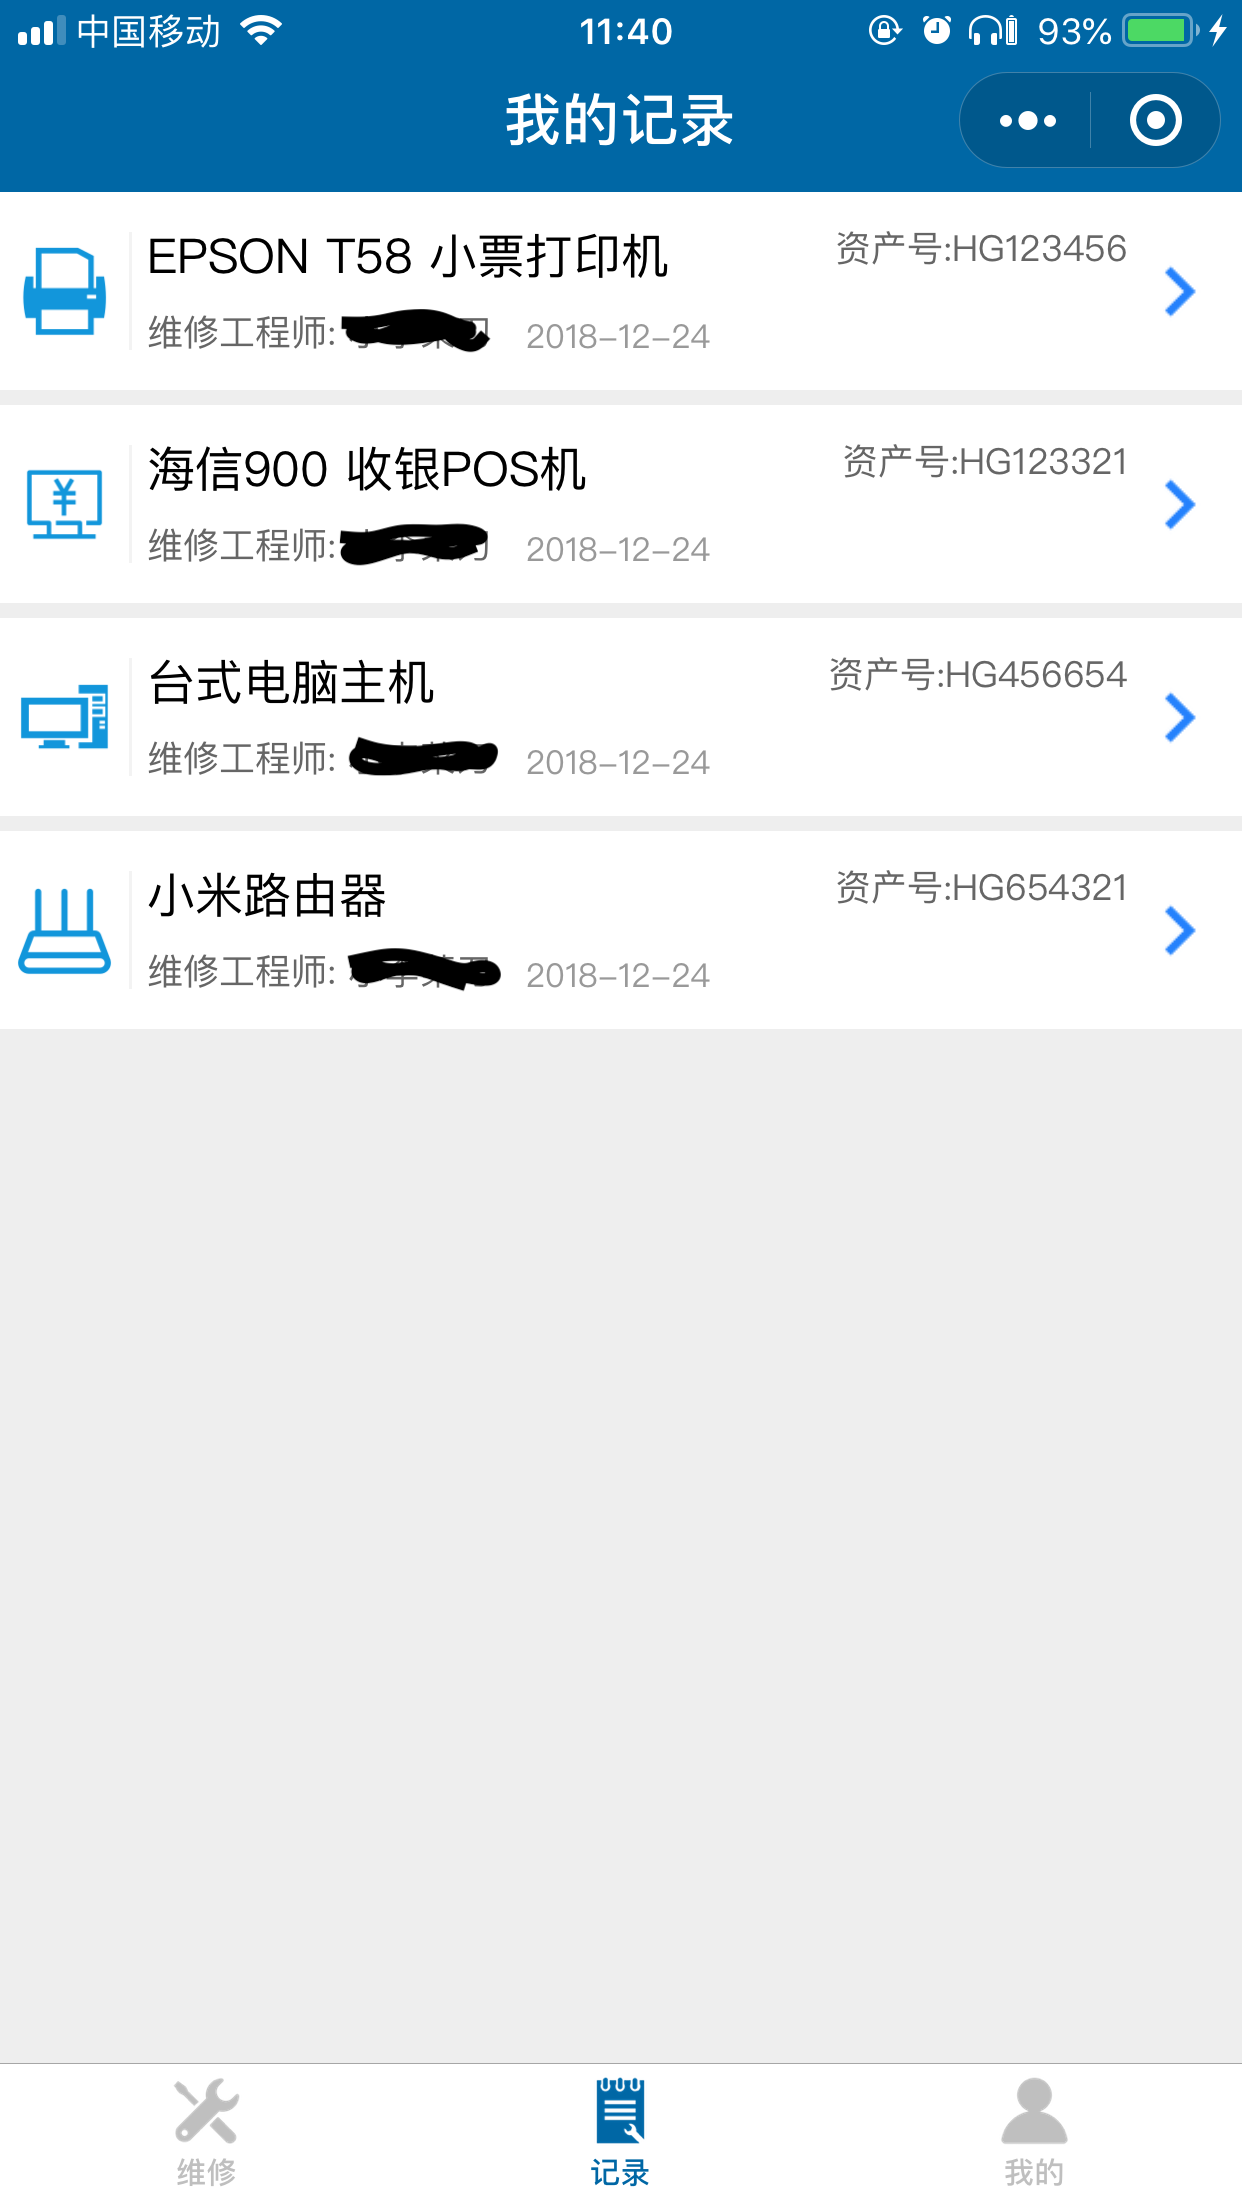 中国移动 11:40 93%
我的记录
EPSON T58 小票打印机 资产号:HG123456
维修工程师: 2018-12-24
海信900 收银POS机 资产号:HG123321
维修工程师: 2018-12-24
台式电脑主机 资产号:HG456654
维修工程师: 2018-12-24
小米路由器 资产号:HG654321
维修工程师: 2018-12-24
维修 记录 我的